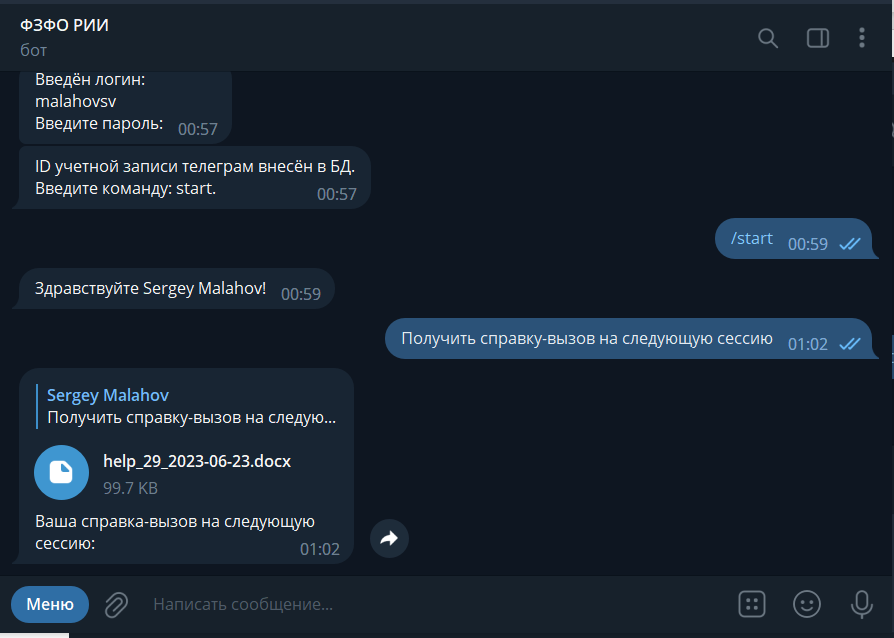 ФЗФО РИИ
бот
Введён логин:
malahovsv
Введите пароль:
00:57
ID учетной записи телеграм внесён в БД.
Введите команду: start.
00:57
/start
00:59
Здравствуйте Sergey Malahov!
00:59
Получить справку-вызов на следующую сессию
01:02
Sergey Malahov
Получить справку-вызов на следую...
help_29_2023-06-23.docx
99.7 KB
Ваша справка-вызов на следующую
сессию:
01:02
Меню
Написать сообщение...